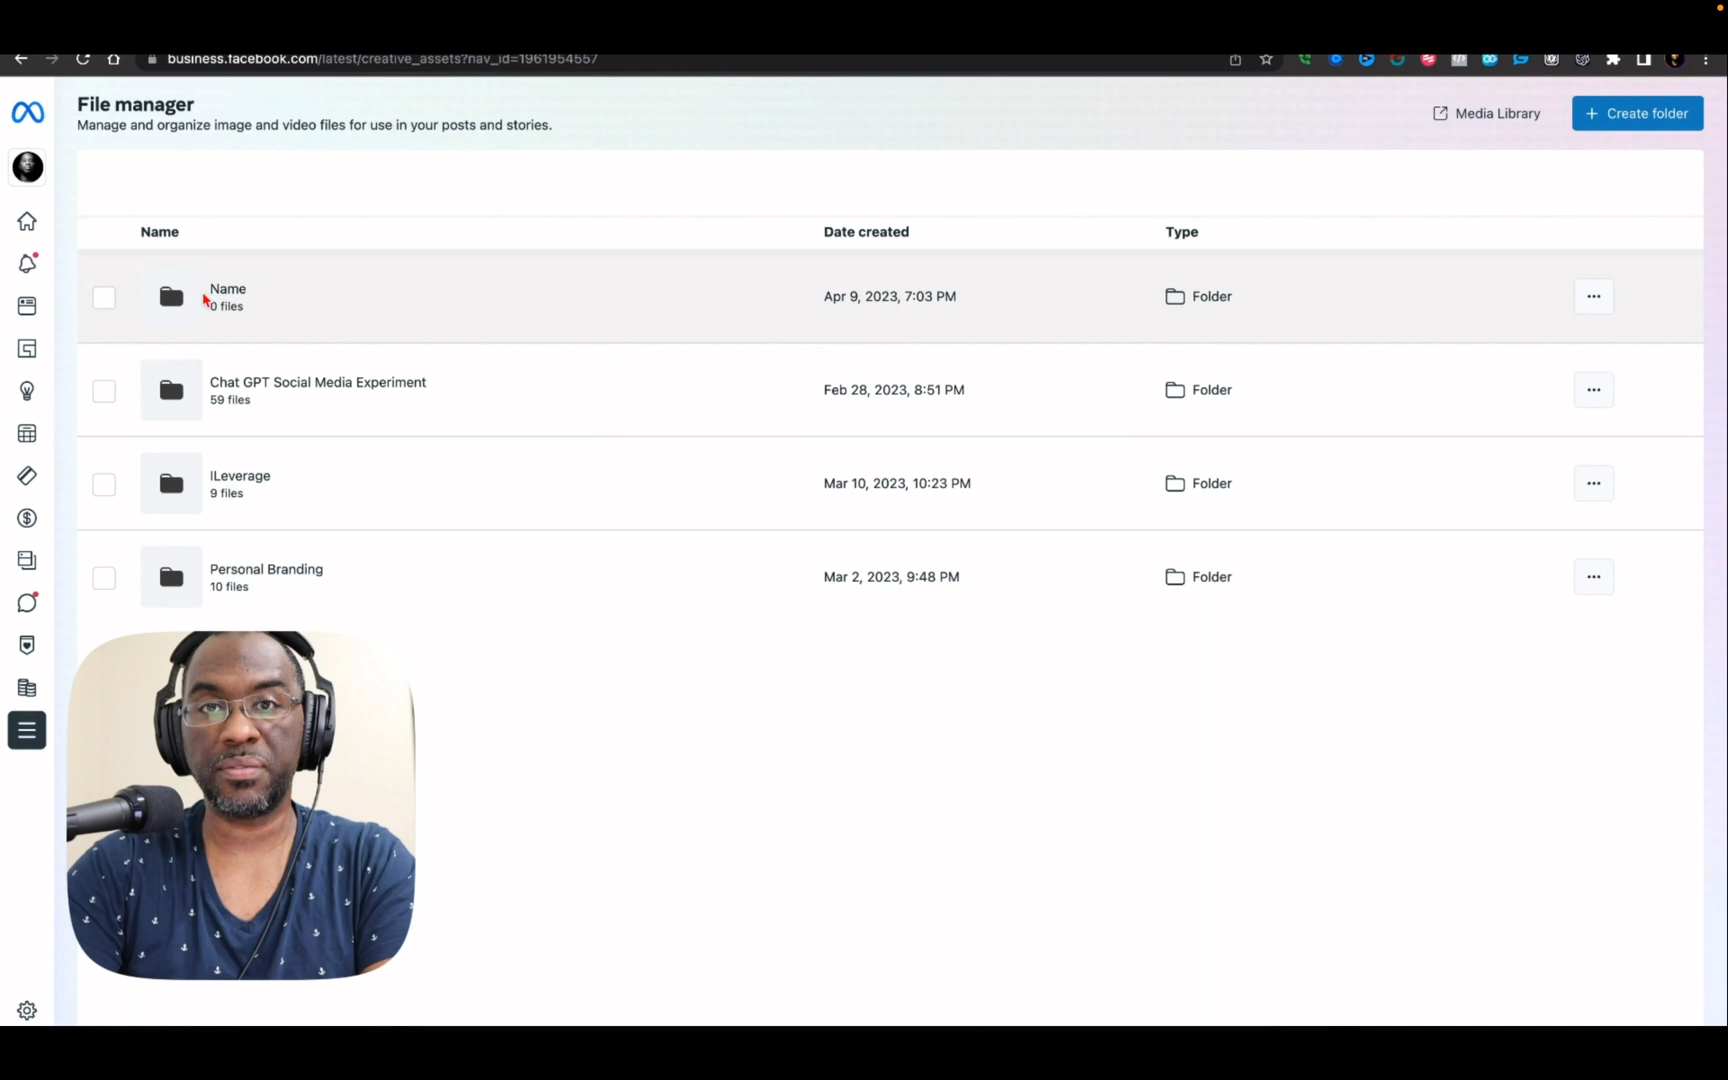 business.facebook.com/latest/creative_assets?nav_id=1961954557
File manager
Manage and organize image and video files for use in your posts and stories.
Media Library
+ Create folder
Name Date created Type
Name
0 files
Apr 9, 2023, 7:03 PM
Folder
Chat GPT Social Media Experiment
59 files
Feb 28, 2023, 8:51 PM
Folder
ILeverage
9 files
Mar 10, 2023, 10:23 PM
Folder
Personal Branding
10 files
Mar 2, 2023, 9:48 PM
Folder